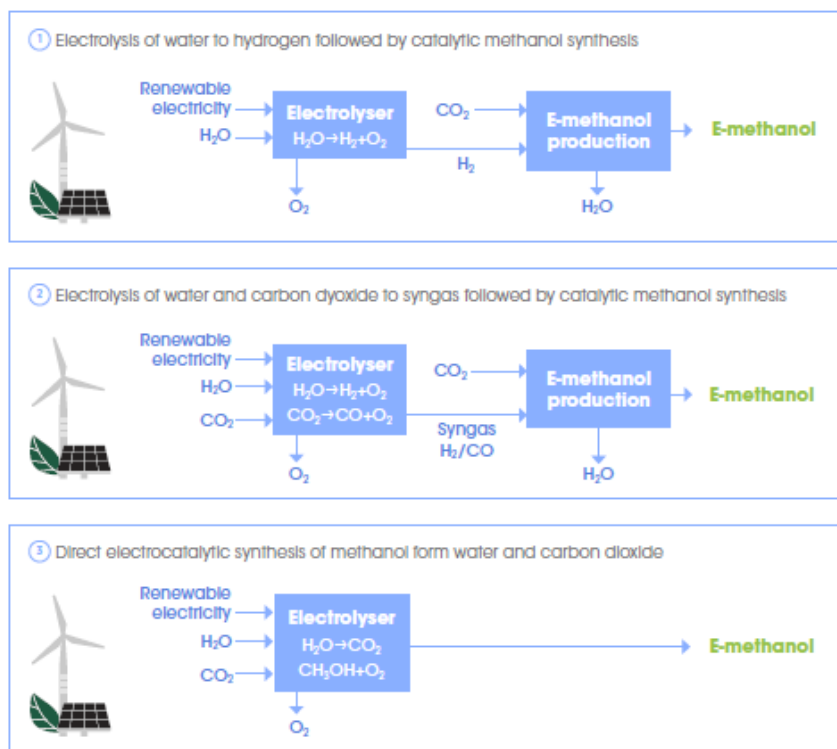 1 Electrolysis of water to hydrogen followed by catalytic methanol synthesis
Renewable
electricity
H₂O
Electrolyser
H₂O→H₂+O₂
O₂
CO₂
H₂
E-methanol
production
H₂O
E-methanol
2 Electrolysis of water and carbon dyoxide to syngas followed by catalytic methanol synthesis
Renewable
electricity
H₂O
CO₂
Electrolyser
H₂O→H₂+O₂
CO₂→CO+O₂
O₂
CO₂
Syngas
H₂/CO
E-methanol
production
H₂O
E-methanol
3 Direct electrocatalytic synthesis of methanol form water and carbon dioxide
Renewable
electricity
H₂O
CO₂
Electrolyser
H₂O→CO₂
CH₃OH+O₂
O₂
E-methanol